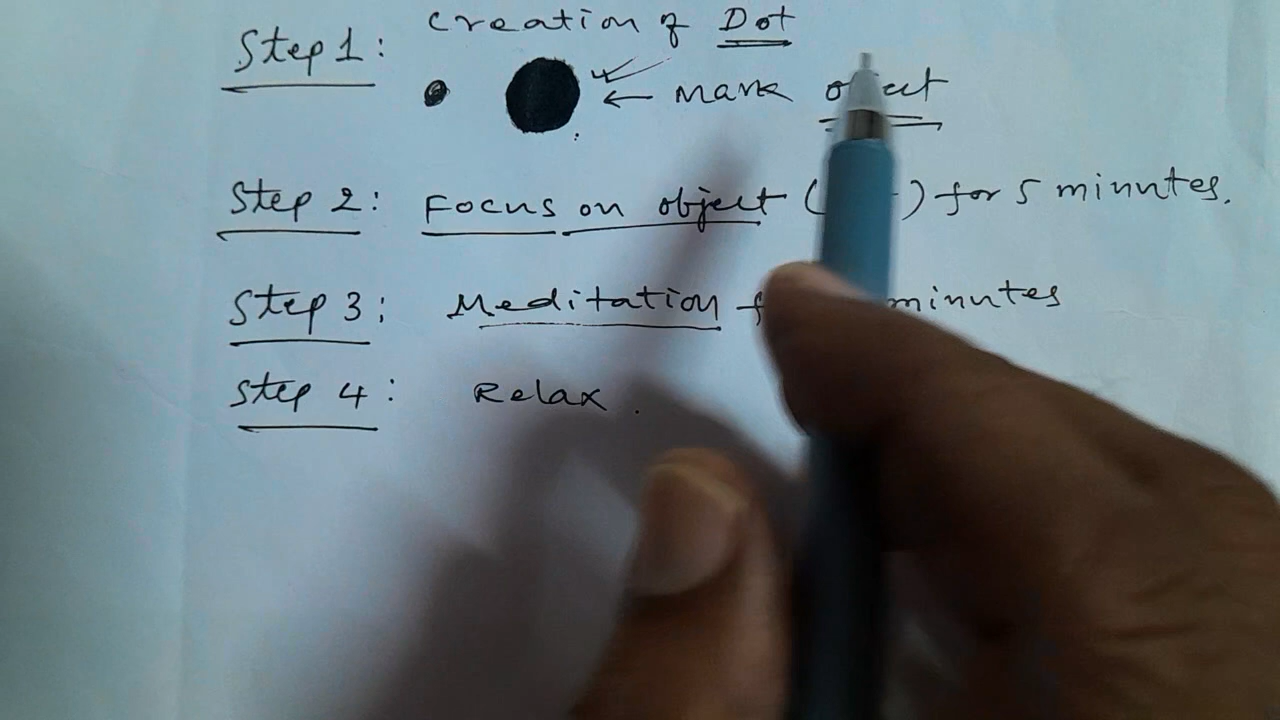 Step 1: Creation of Dot
← Mark object
Step 2: Focus on object ( ) for 5 minutes.
Step 3: Meditation minutes
Step 4: Relax.